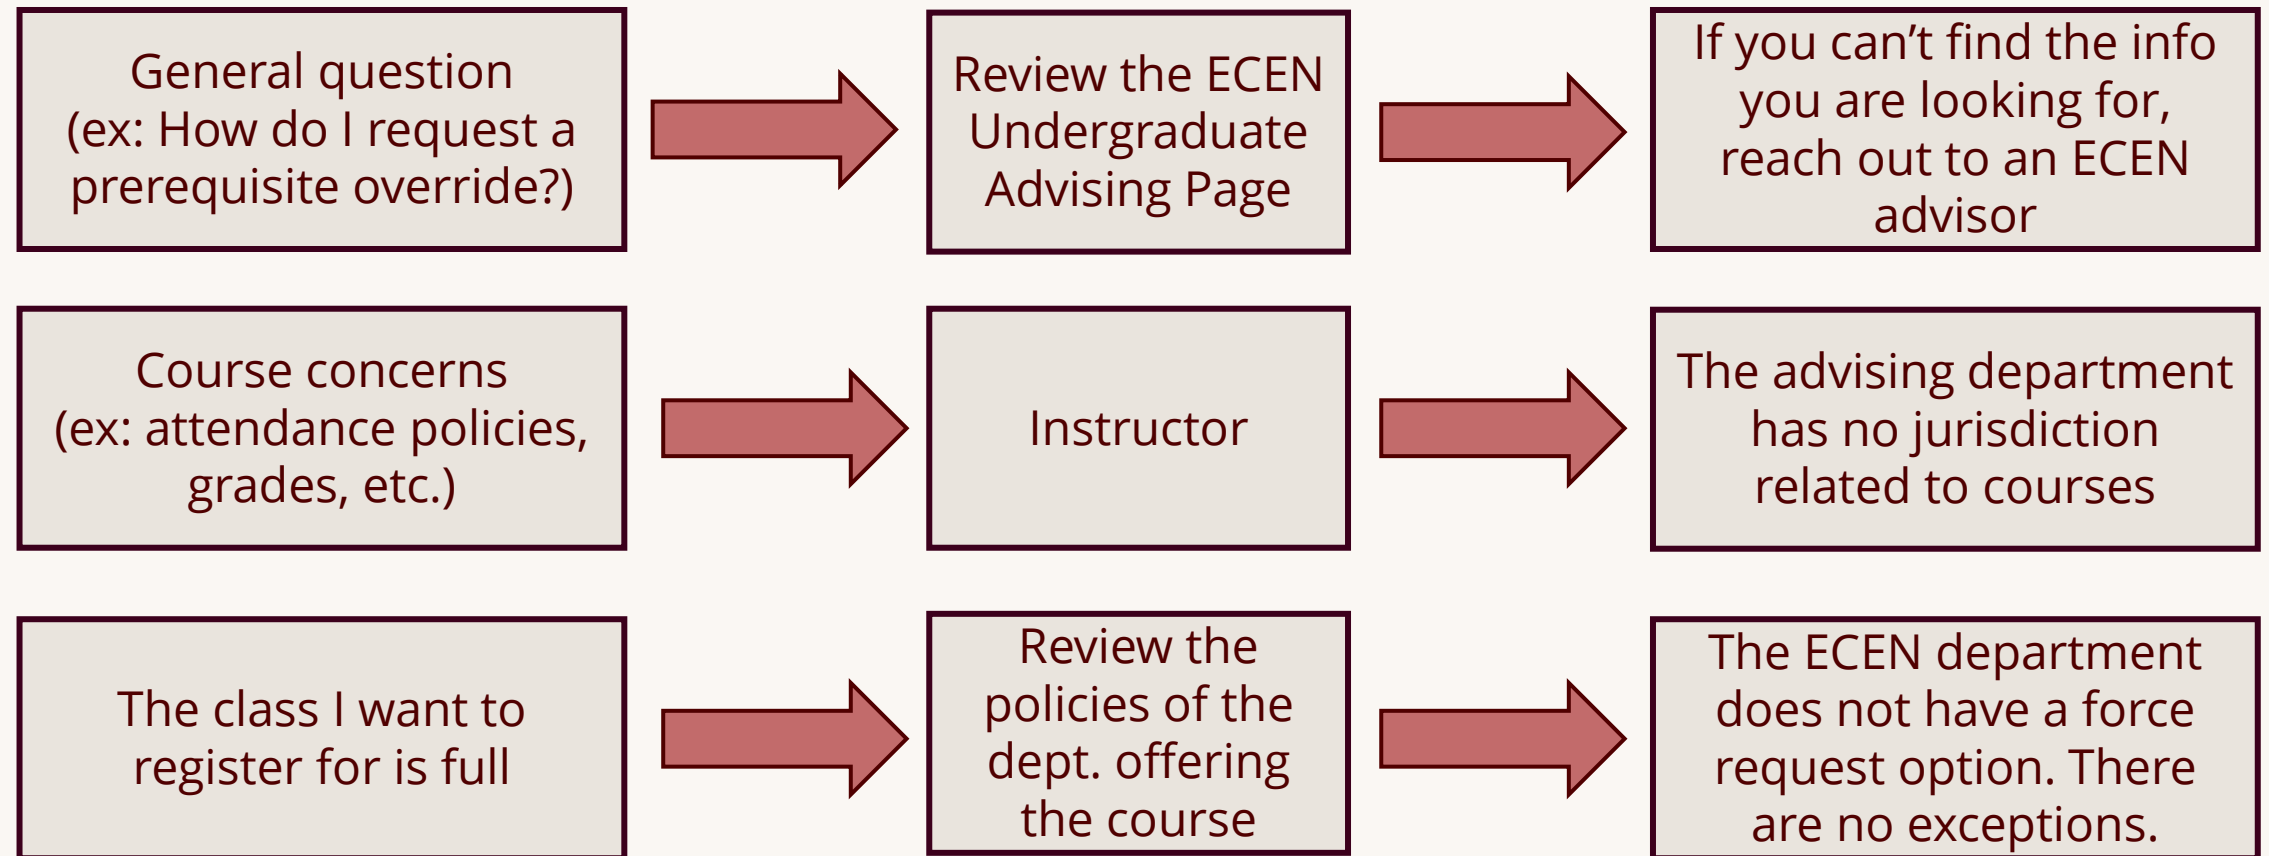 General question
(ex: How do I request a
prerequisite override?)
Review the ECEN
Undergraduate
Advising Page
If you can’t find the info
you are looking for,
reach out to an ECEN
advisor
Course concerns
(ex: attendance policies,
grades, etc.)
Instructor
The advising department
has no jurisdiction
related to courses
The class I want to
register for is full
Review the
policies of the
dept. offering
the course
The ECEN department
does not have a force
request option. There
are no exceptions.